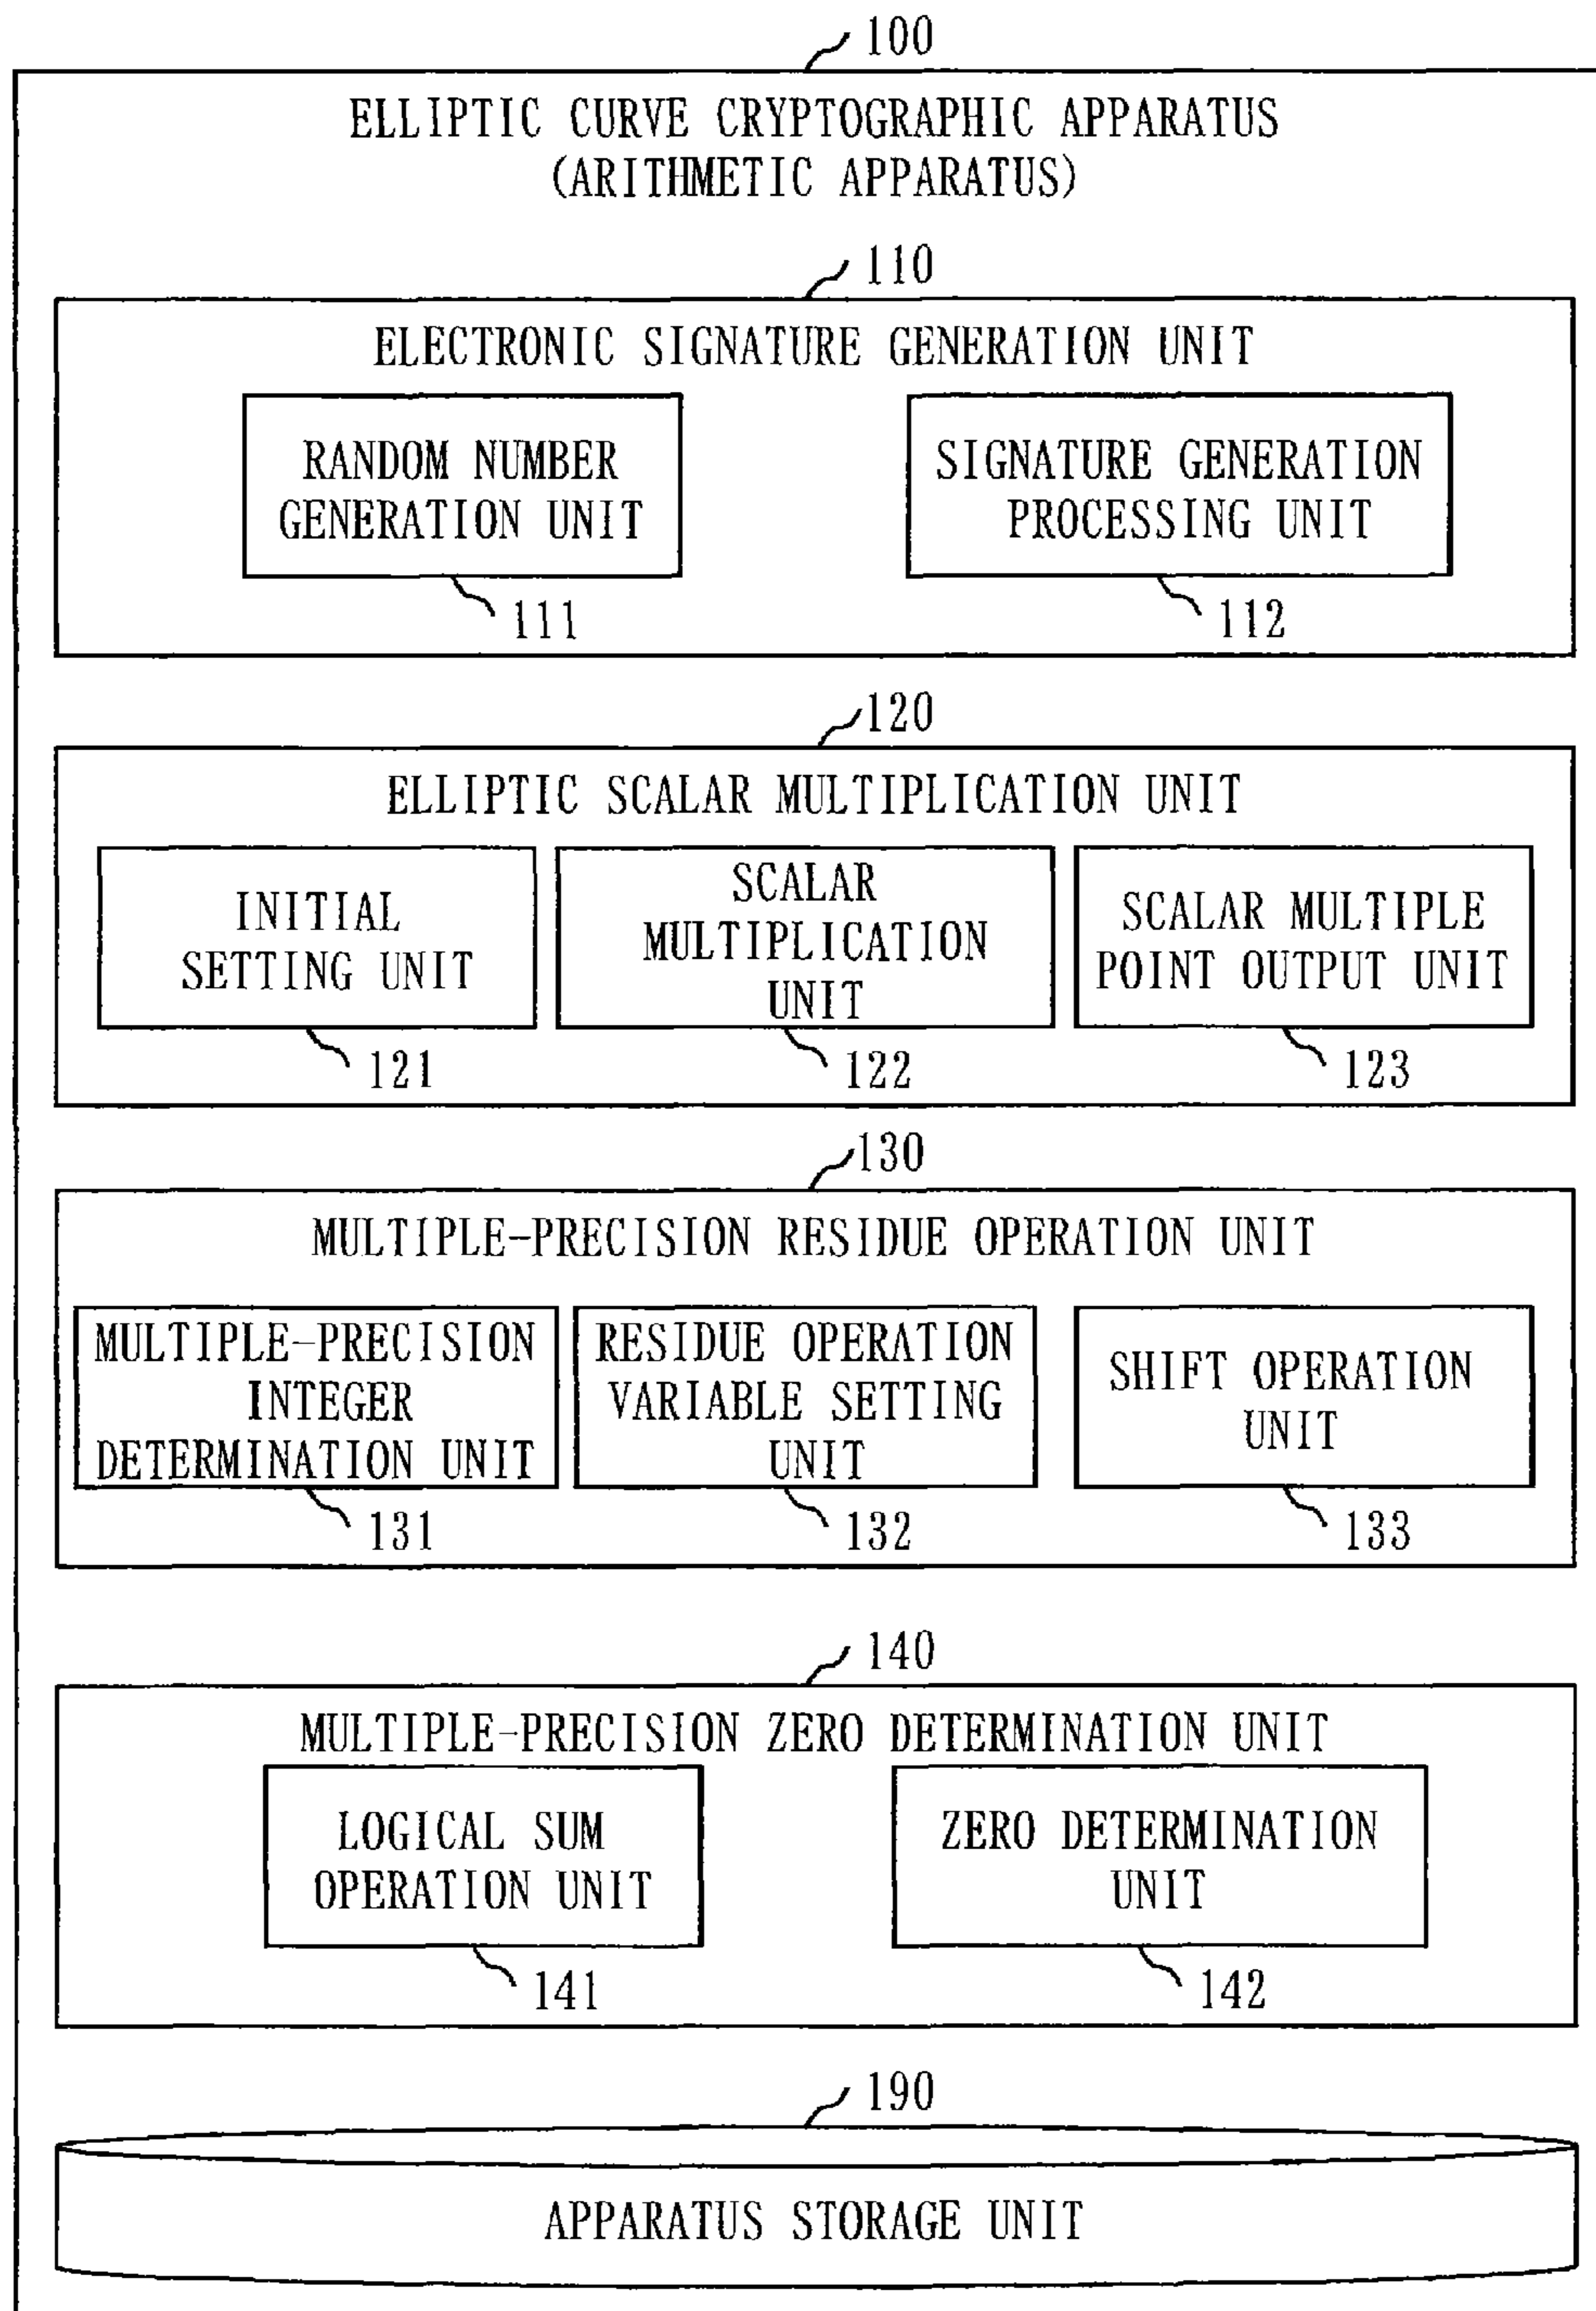 100
ELLIPTIC CURVE CRYPTOGRAPHIC APPARATUS
(ARITHMETIC APPARATUS)
110
ELECTRONIC SIGNATURE GENERATION UNIT
RANDOM NUMBER
GENERATION UNIT
111
SIGNATURE GENERATION
PROCESSING UNIT
112
120
ELLIPTIC SCALAR MULTIPLICATION UNIT
INITIAL
SETTING UNIT
121
SCALAR
MULTIPLICATION
UNIT
122
SCALAR MULTIPLE
POINT OUTPUT UNIT
123
130
MULTIPLE-PRECISION RESIDUE OPERATION UNIT
MULTIPLE-PRECISION
INTEGER
DETERMINATION UNIT
131
RESIDUE OPERATION
VARIABLE SETTING
UNIT
132
SHIFT OPERATION
UNIT
133
140
MULTIPLE-PRECISION ZERO DETERMINATION UNIT
LOGICAL SUM
OPERATION UNIT
141
ZERO DETERMINATION
UNIT
142
190
APPARATUS STORAGE UNIT